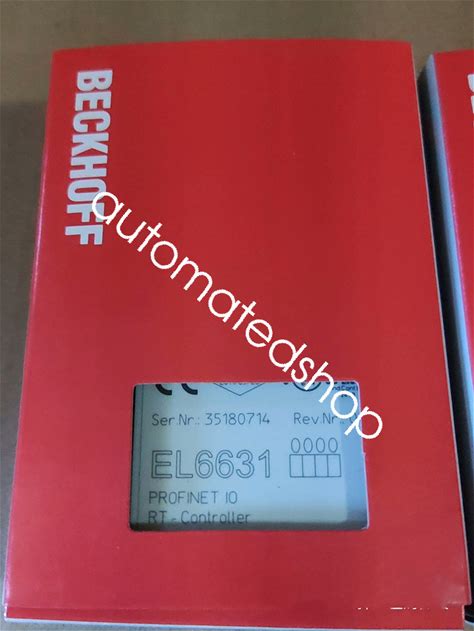 BECKHOFF
automatedshop
Ser.Nr.: 35180714 Rev.Nr.:
EL6631 0000
PROFINET IO
RT - Controller